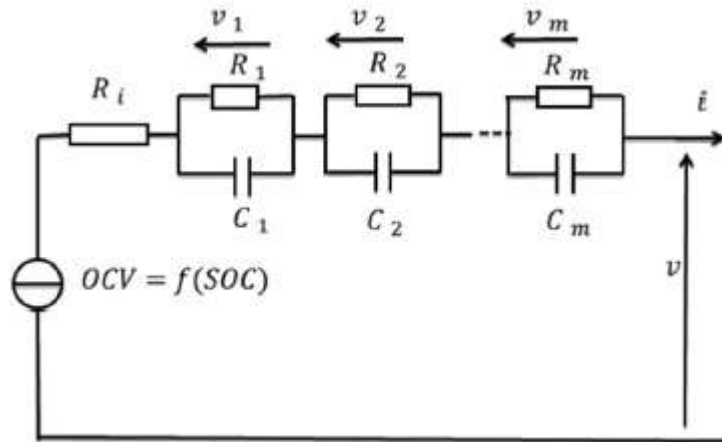 v 1 v 2 v m
R 1 R 2 R m
R i i
C 1 C 2 C m
v
OCV = f(SOC)